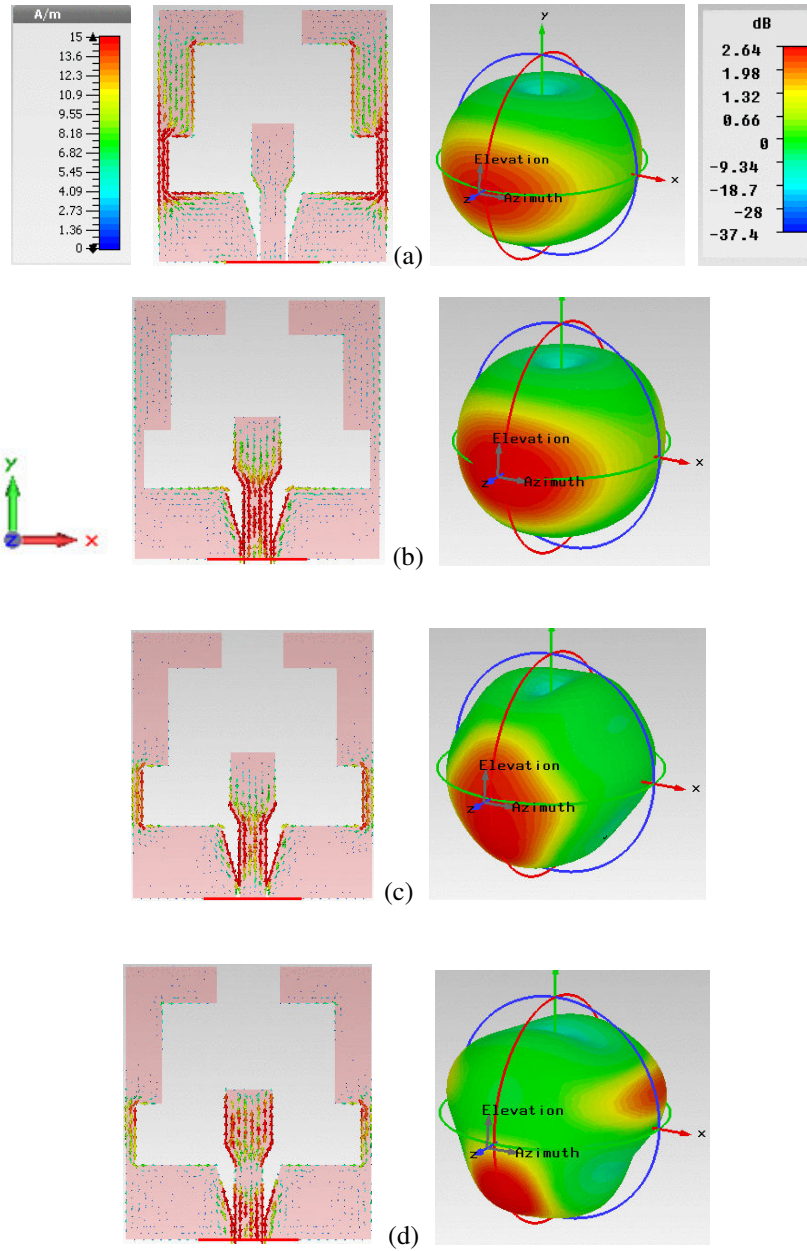 A/m
15
13.6
12.3
10.9
9.55
8.18
6.82
5.45
4.09
2.73
1.36
0
(a)
y
Elevation
Azimuth
z
x
dB
2.64
1.98
1.32
0.66
0
-9.34
-18.7
-28
-37.4
y
z
x
(b)
Elevation
Azimuth
z
x
(c)
Elevation
Azimuth
z
x
(d)
Elevation
Azimuth
z
x